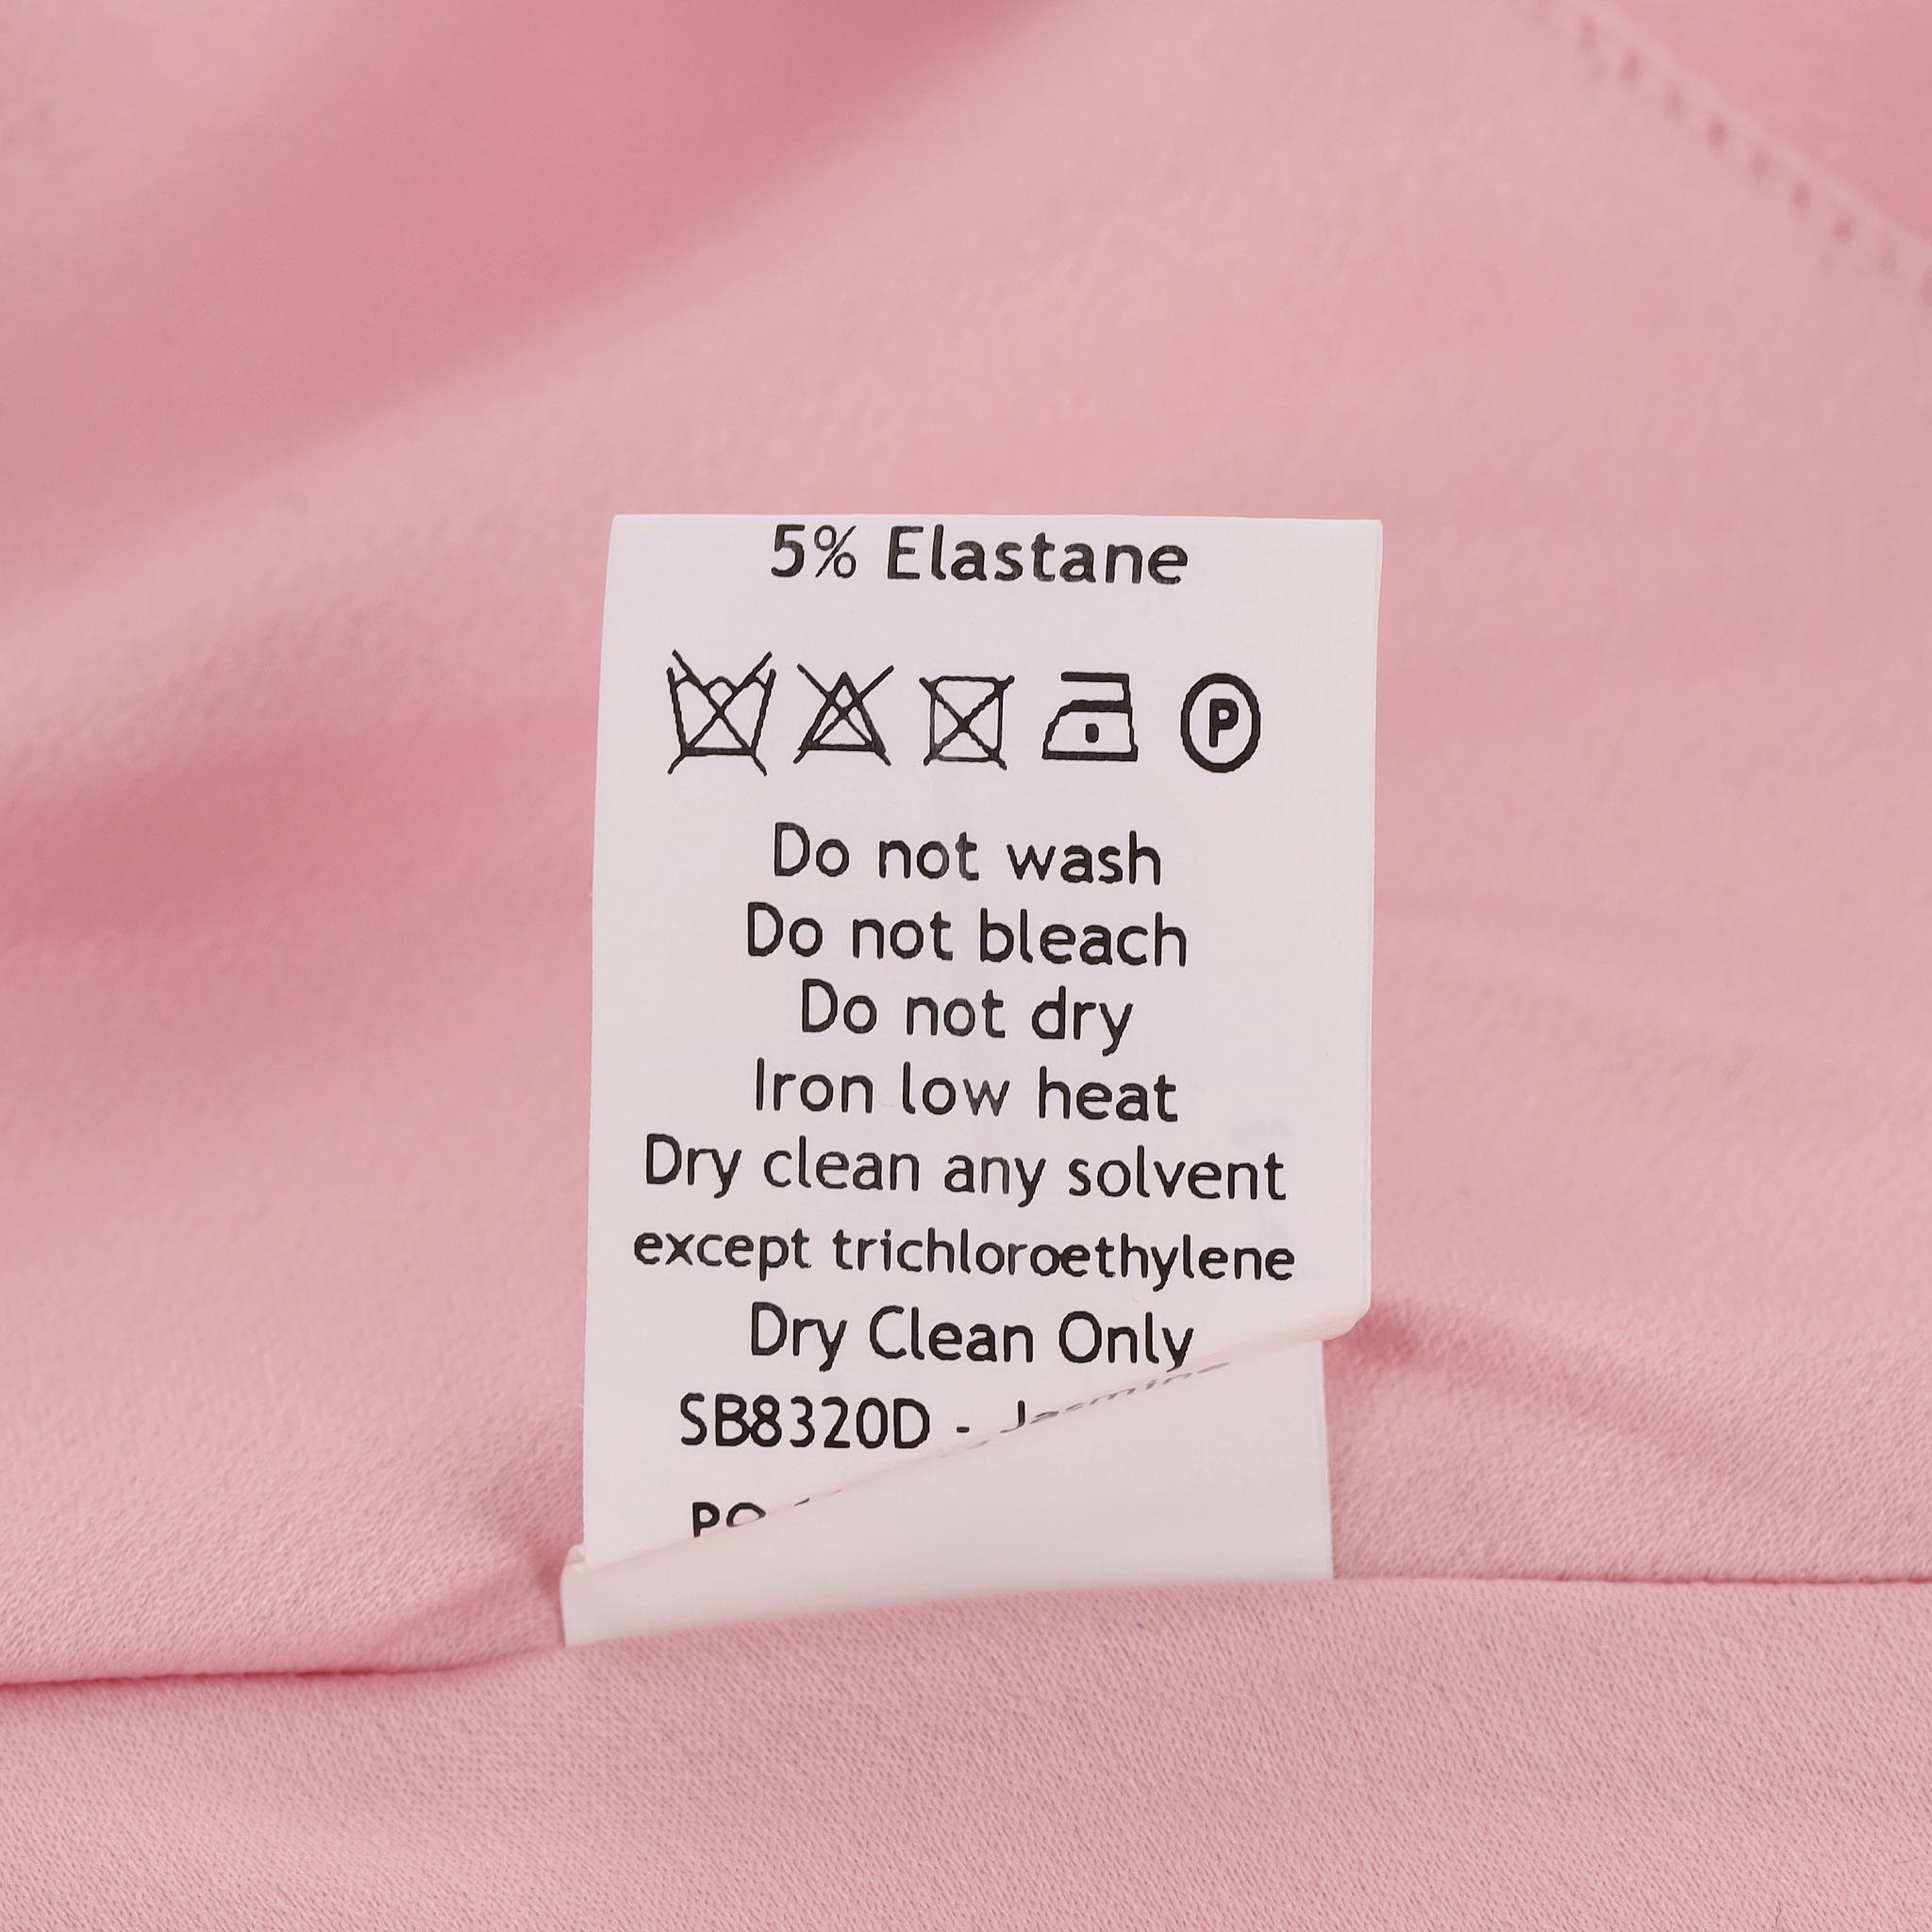 5% Elastane
P
Do not wash
Do not bleach
Do not dry
Iron low heat
Dry clean any solvent
except trichloroethylene
Dry Clean Only
SB8320D - Jasmine